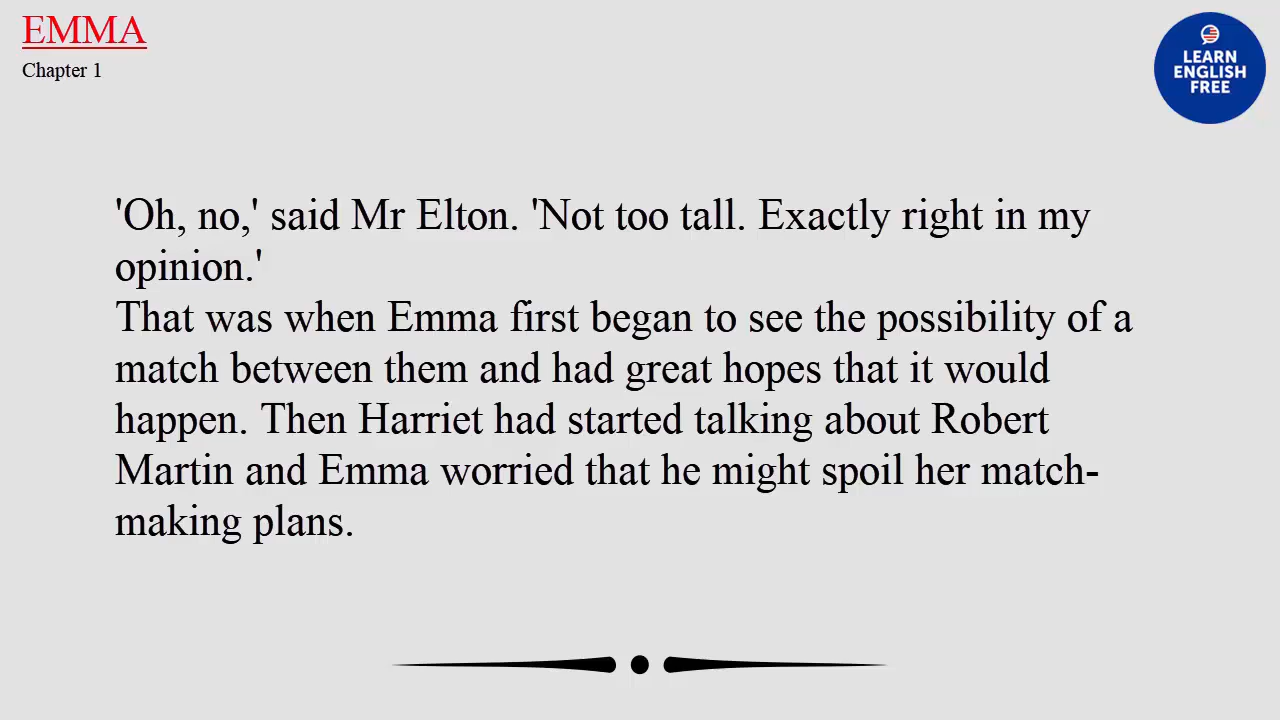 EMMA
Chapter 1
LEARN
ENGLISH
FREE
'Oh, no,' said Mr Elton. 'Not too tall. Exactly right in my
opinion.'
That was when Emma first began to see the possibility of a
match between them and had great hopes that it would
happen. Then Harriet had started talking about Robert
Martin and Emma worried that he might spoil her match-
making plans.